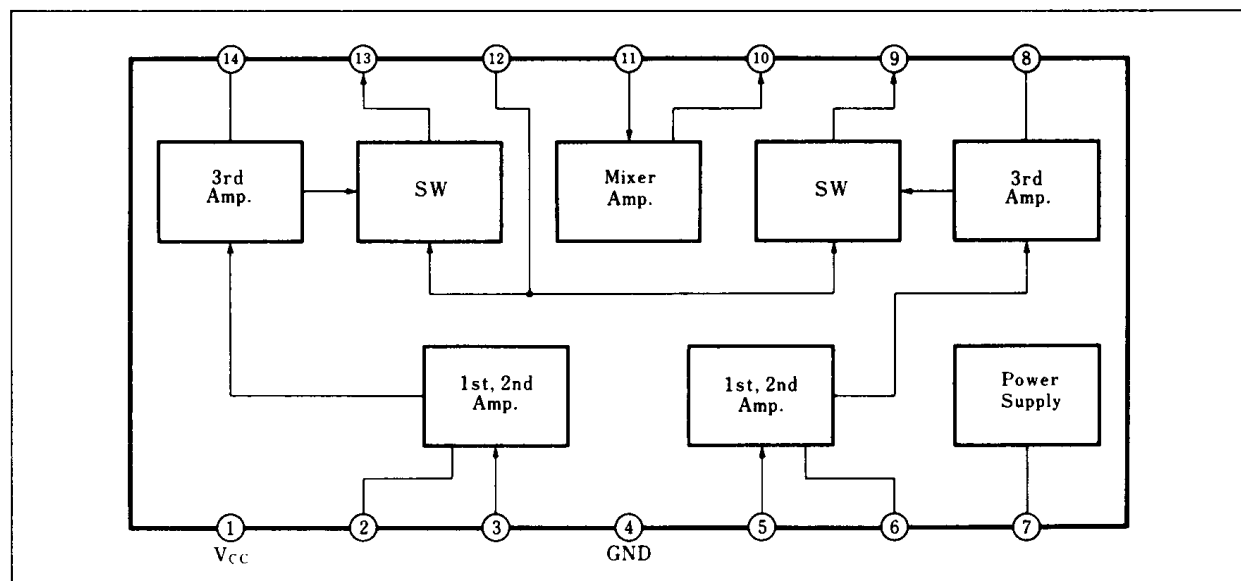 14 13 12 11 10 9 8
3rd
Amp.
SW
Mixer
Amp.
SW
3rd
Amp.
1st, 2nd
Amp.
1st, 2nd
Amp.
Power
Supply
1 2 3 4 5 6 7
VCC GND